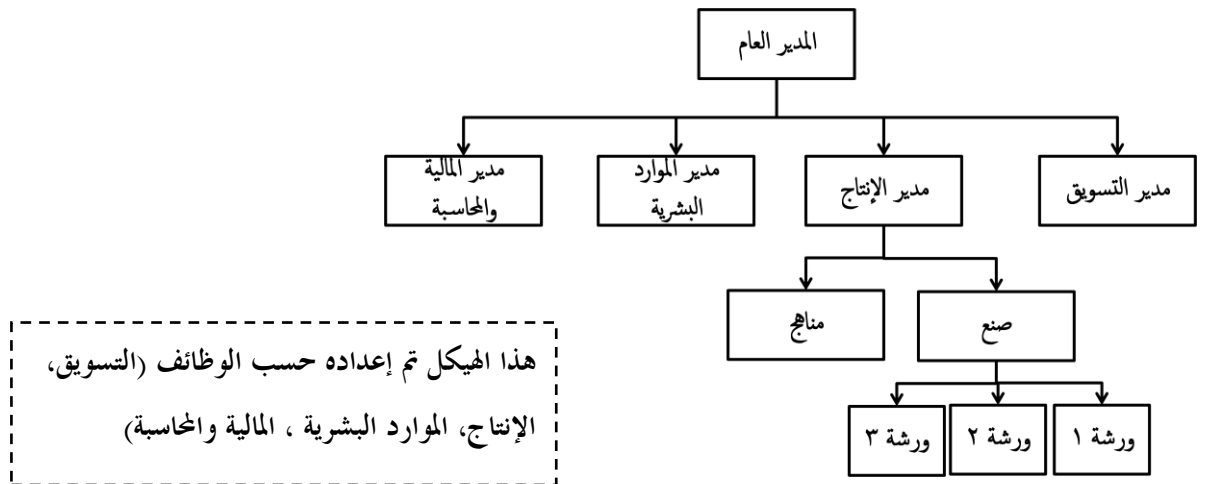 المدير العام
مدير التسويق
مدير الإنتاج
مدير الموارد
البشرية
مدير المالية
والمحاسبة
صنع
مناهج
ورشة ١
ورشة ٢
ورشة ٣
هذا الهيكل تم إعداده حسب الوظائف (التسويق،
الإنتاج، الموارد البشرية ، المالية والمحاسبة)